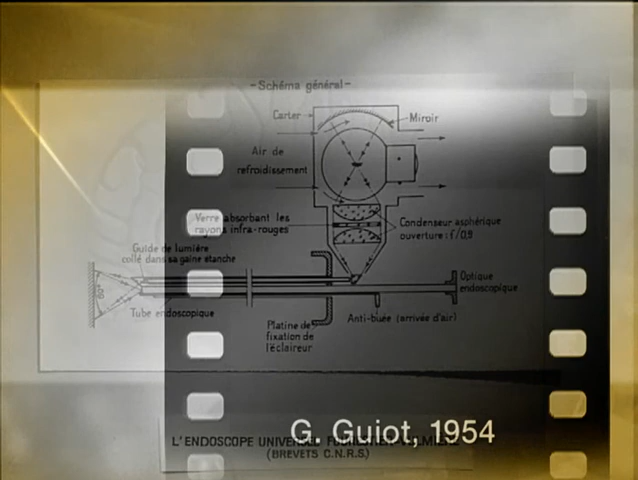 -Schéma général-
Carter
Miroir
Air de
refroidissement
Verre absorbant les
rayons infra-rouges
Condenseur asphérique
ouverture : f/0,9
Guide de lumière
collé dans sa gaine étanche
Optique
endoscopique
60°
Tube endoscopique
Anti-buée (arrivée d'air)
Platine de
fixation de
l'éclaireur
G. Guiot, 1954
L'ENDOSCOPE UNIVERSEL
(BREVETS C.N.R.S.)